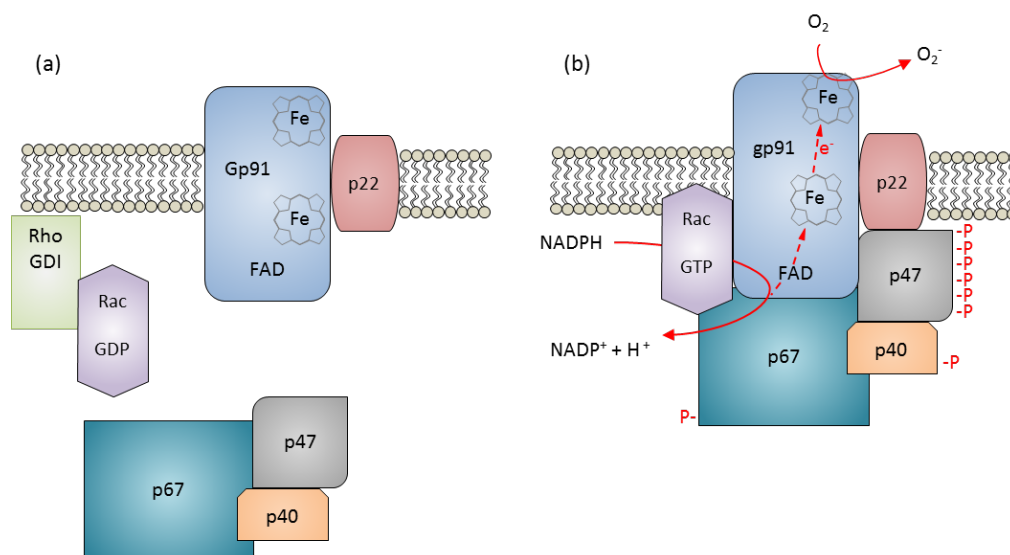 (a)
Fe
Gp91
p22
Fe
Rho
GDI
FAD
Rac
GDP
p47
p67
p40
(b)
O₂
O₂⁻
Fe
gp91
e⁻
p22
Fe
Rac
NADPH
GTP
FAD
p47
-P
-P
-P
-P
-P
-P
NADP⁺ + H⁺
p67
p40
-P
P-